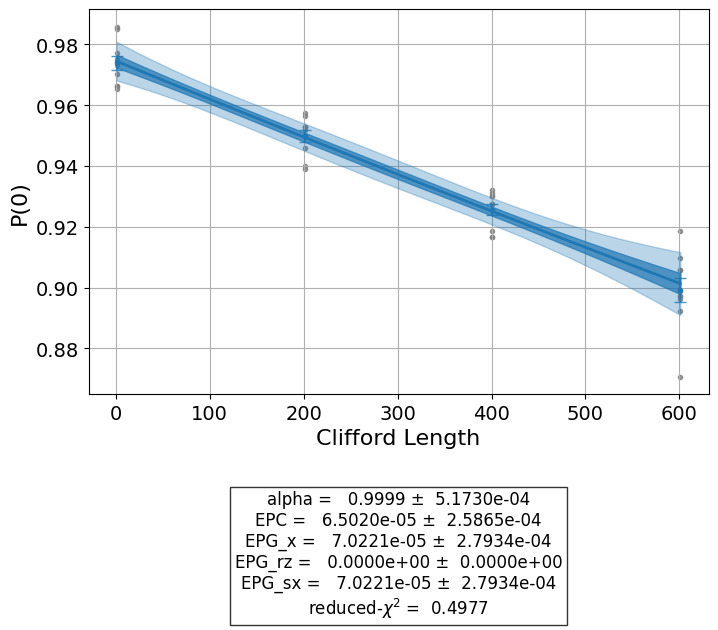 0.98
0.96
0.94
0.92
0.90
0.88
P(0)
0 100 200 300 400 500 600
Clifford Length
alpha = 0.9999 ± 5.1730e-04
EPC = 6.5020e-05 ± 2.5865e-04
EPG_x = 7.0221e-05 ± 2.7934e-04
EPG_rz = 0.0000e+00 ± 0.0000e+00
EPG_sx = 7.0221e-05 ± 2.7934e-04
reduced-χ² = 0.4977